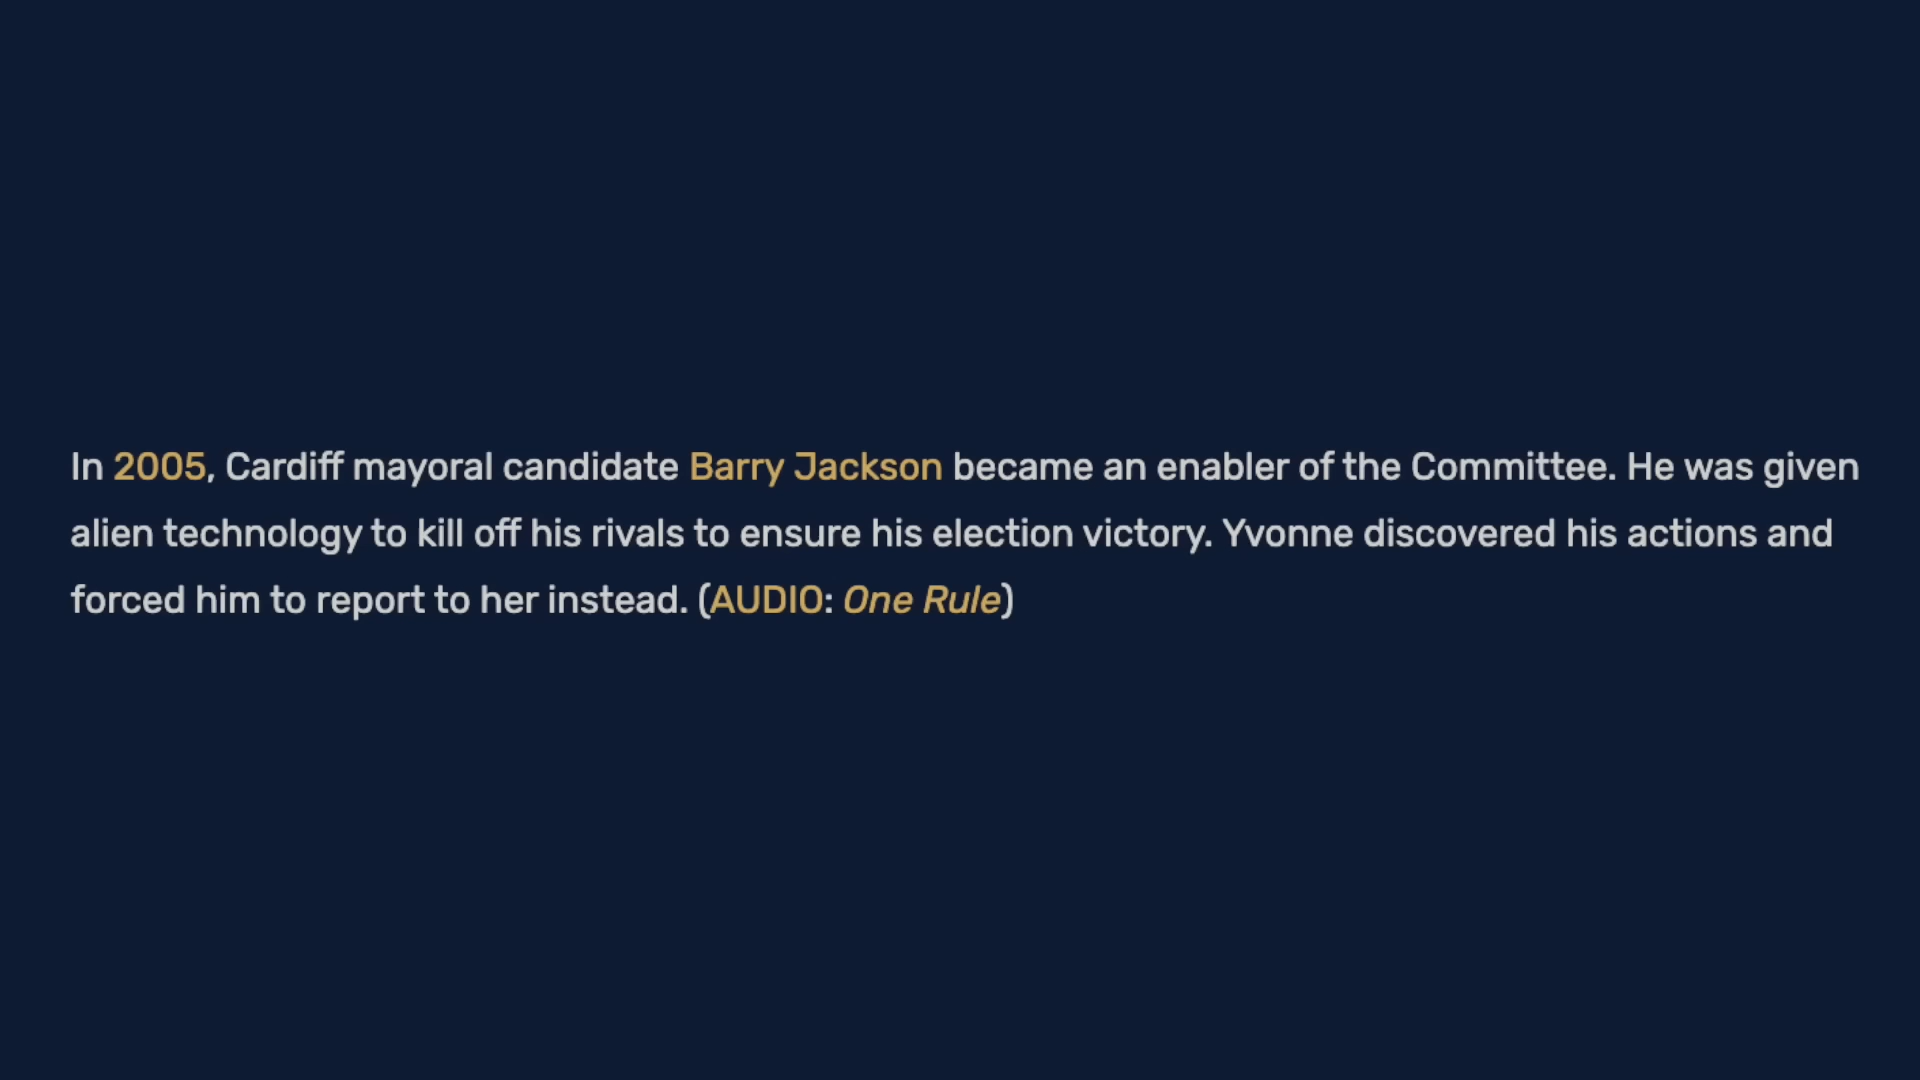 In 2005, Cardiff mayoral candidate Barry Jackson became an enabler of the Committee. He was given
alien technology to kill off his rivals to ensure his election victory. Yvonne discovered his actions and
forced him to report to her instead. (AUDIO: One Rule)